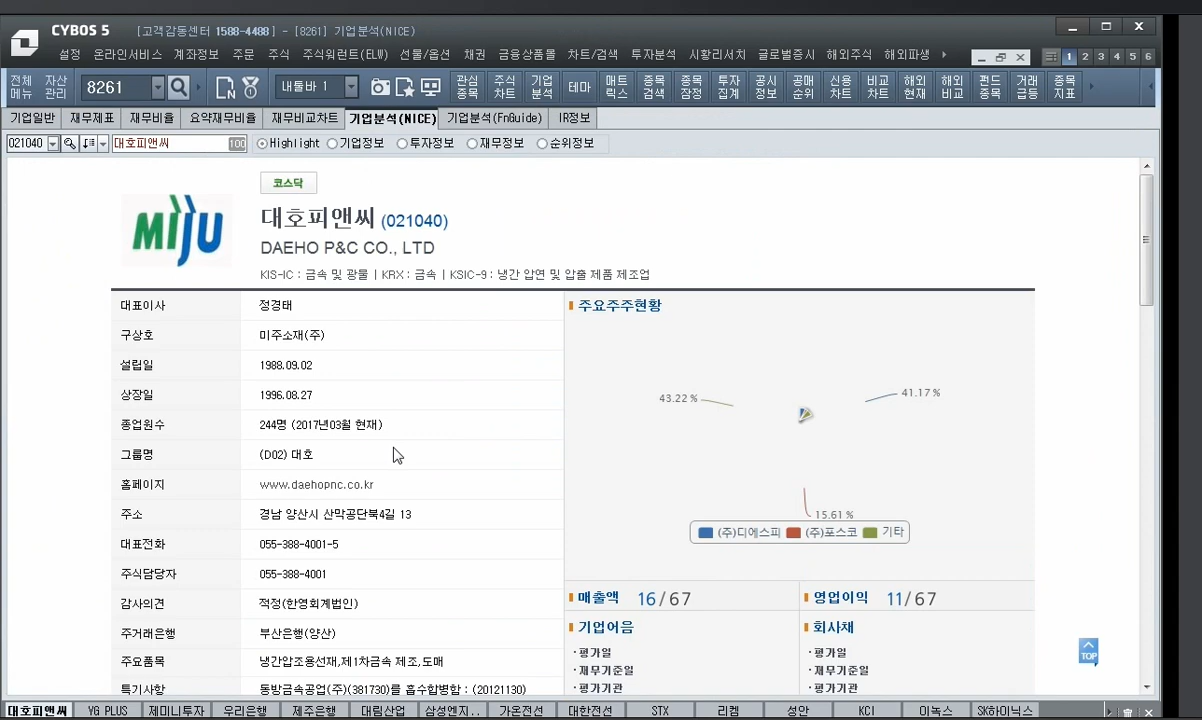 CYBOS 5 [고객감동센터 1588-4488] - [8261] 기업분석(NICE)
설정 온라인서비스 계좌정보 주문 주식 주식워런트(ELW) 선물/옵션 채권 금융상품몰 차트/검색 투자분석 시황리서치 글로벌증시 해외주식 해외파생 1 2 3 4 5 6
전체메뉴 자산관리 8261 내툴바 1 관심종목 주식차트 기업분석 테마 매트릭스 종목검색 종목잠정 투자집계 공시정보 공매순위 신용차트 비교차트 해외현재 해외비교 펀드종목 거래급등 종목지표
기업일반 재무제표 재무비율 요약재무비율 재무비교차트 기업분석(NICE) 기업분석(FnGuide) IR정보
021040 대호피앤씨 100 Highlight 기업정보 투자정보 재무정보 순위정보
코스닥
MIJU
대호피앤씨 (021040)
DAEHO P&C CO., LTD
KIS-IC : 금속 및 광물 | KRX : 금속 | KSIC-9 : 냉간 압연 및 압출 제품 제조업
대표이사 정경태
구상호 미주소재(주)
설립일 1988.09.02
상장일 1996.08.27
종업원수 244명 (2017년03월 현재)
그룹명 (D02) 대호
홈페이지 www.daehopnc.co.kr
주소 경남 양산시 산막공단북4길 13
대표전화 055-388-4001-5
주식담당자 055-388-4001
감사의견 적정(한영회계법인)
주거래은행 부산은행(양산)
주요품목 냉간압조용선재,제1차금속 제조,도매
특기사항 동방금속공업(주)(381730)를 흡수합병함 : (20121130)
주요주주현황
43.22 %
41.17 %
15.61 %
(주)디에스피 (주)포스코 기타
매출액 16/67
영업이익 11/67
기업어음
· 평가일
· 재무기준일
· 평가기관
회사채
· 평가일
· 재무기준일
· 평가기관
TOP
대호피앤씨 YG PLUS 제미니투자 우리은행 제주은행 대림산업 삼성엔지.. 가온전선 대한전선 STX 리켐 성안 KCI 이녹스 SK하이닉스